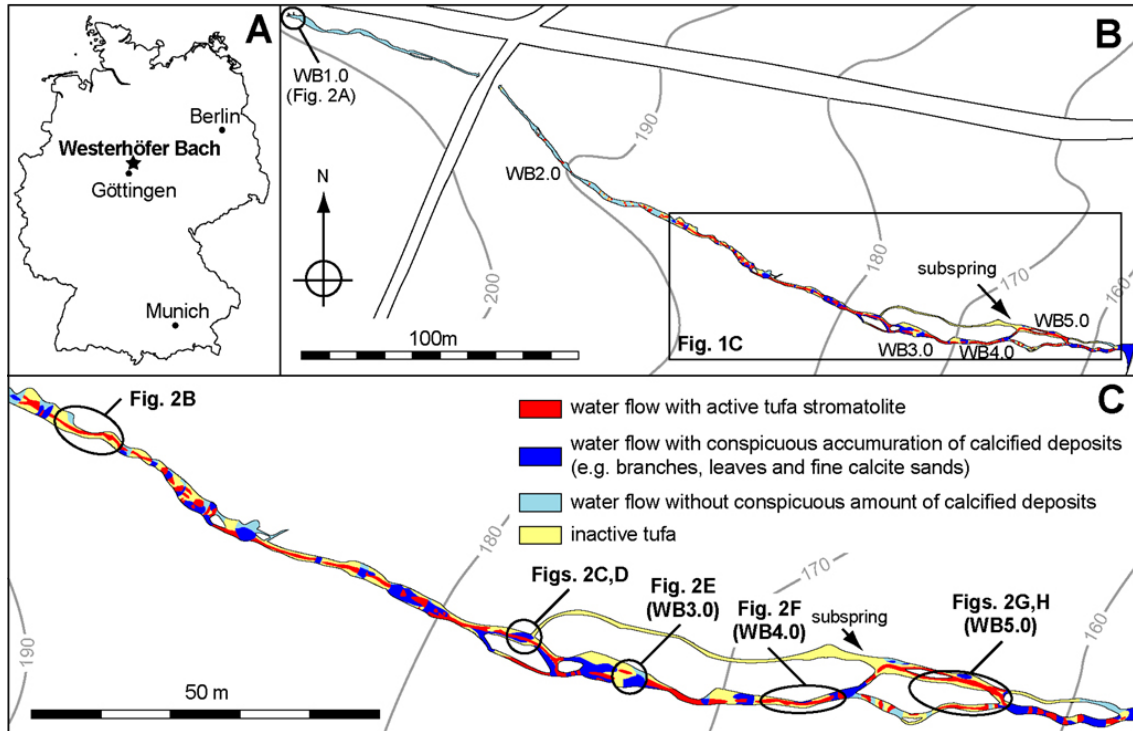 A
Berlin
Westerhöfer Bach
Göttingen
Munich
B
WB1.0
(Fig. 2A)
190
WB2.0
N
200
180
subspring
170
160
WB5.0
100m
Fig. 1C
WB3.0
WB4.0
C
Fig. 2B
water flow with active tufa stromatolite
water flow with conspicuous accumuration of calcified deposits
(e.g. branches, leaves and fine calcite sands)
water flow without conspicuous amount of calcified deposits
inactive tufa
180
170
Figs. 2C,D
Fig. 2E
(WB3.0)
Fig. 2F
(WB4.0)
subspring
Figs. 2G,H
(WB5.0)
160
190
50 m